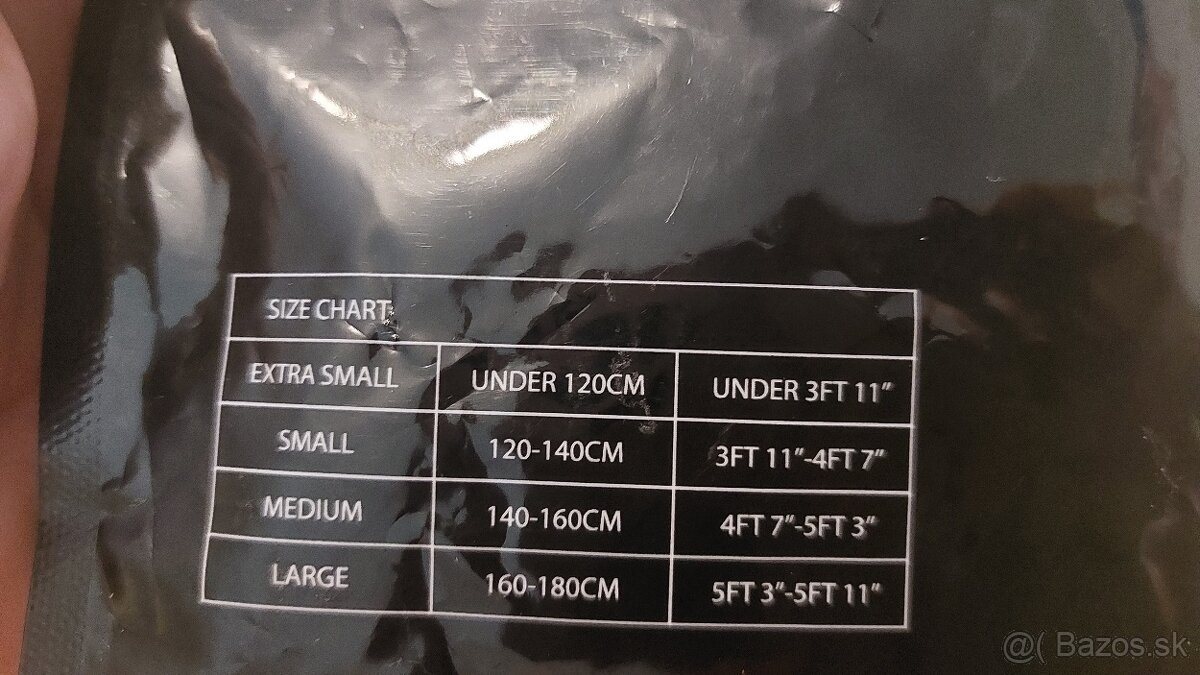 SIZE CHART
EXTRA SMALL UNDER 120CM UNDER 3FT 11"
SMALL 120-140CM 3FT 11"-4FT 7"
MEDIUM 140-160CM 4FT 7"-5FT 3"
LARGE 160-180CM 5FT 3"-5FT 11"
@( Bazos.sk